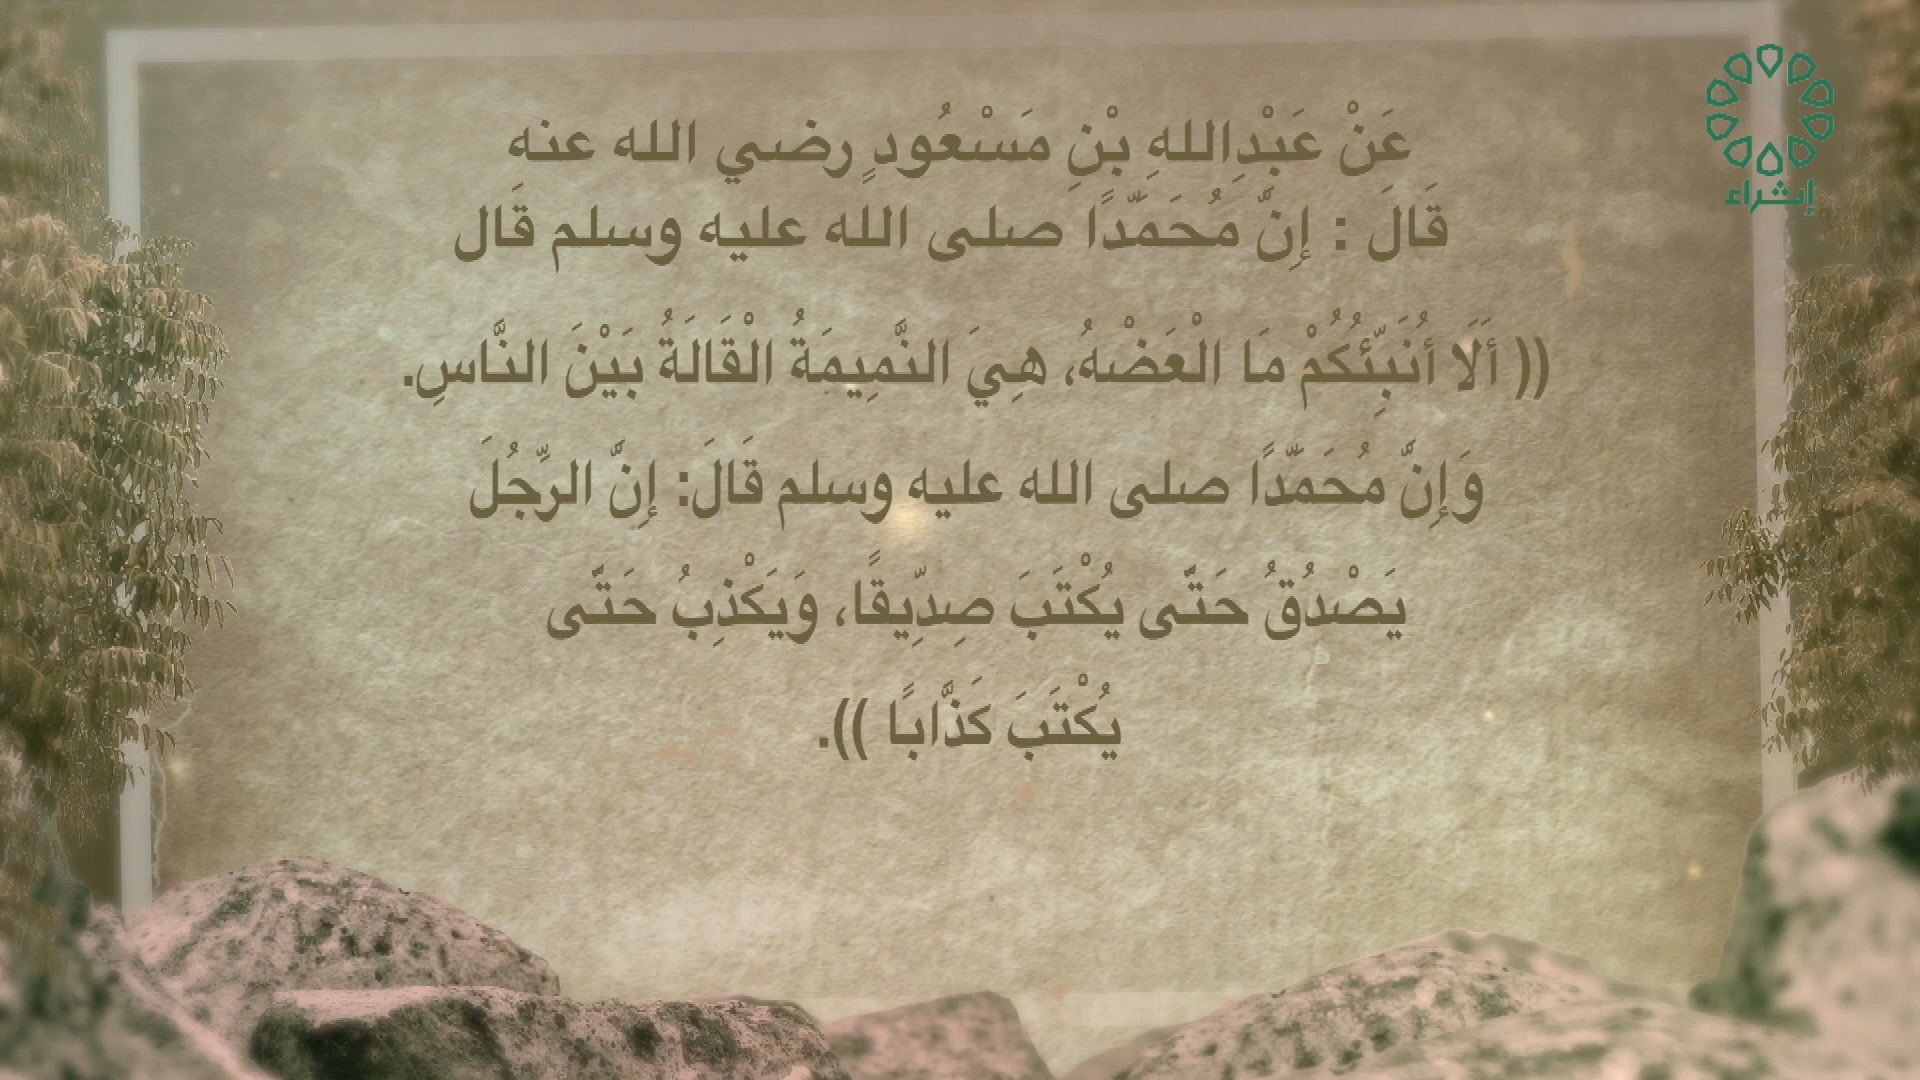 إثراء
عَنْ عَبْدِاللهِ بْنِ مَسْعُودٍ رضي الله عنه
قَالَ : إِنَّ مُحَمَّدًا صلى الله عليه وسلم قَال
(( أَلَا أُنَبِّئُكُمْ مَا الْعَضْهُ، هِيَ النَّمِيمَةُ الْقَالَةُ بَيْنَ النَّاسِ.
وَإِنَّ مُحَمَّدًا صلى الله عليه وسلم قَالَ: إِنَّ الرَّجُلَ
يَصْدُقُ حَتَّى يُكْتَبَ صِدِّيقًا، وَيَكْذِبُ حَتَّى
يُكْتَبَ كَذَّابًا )).